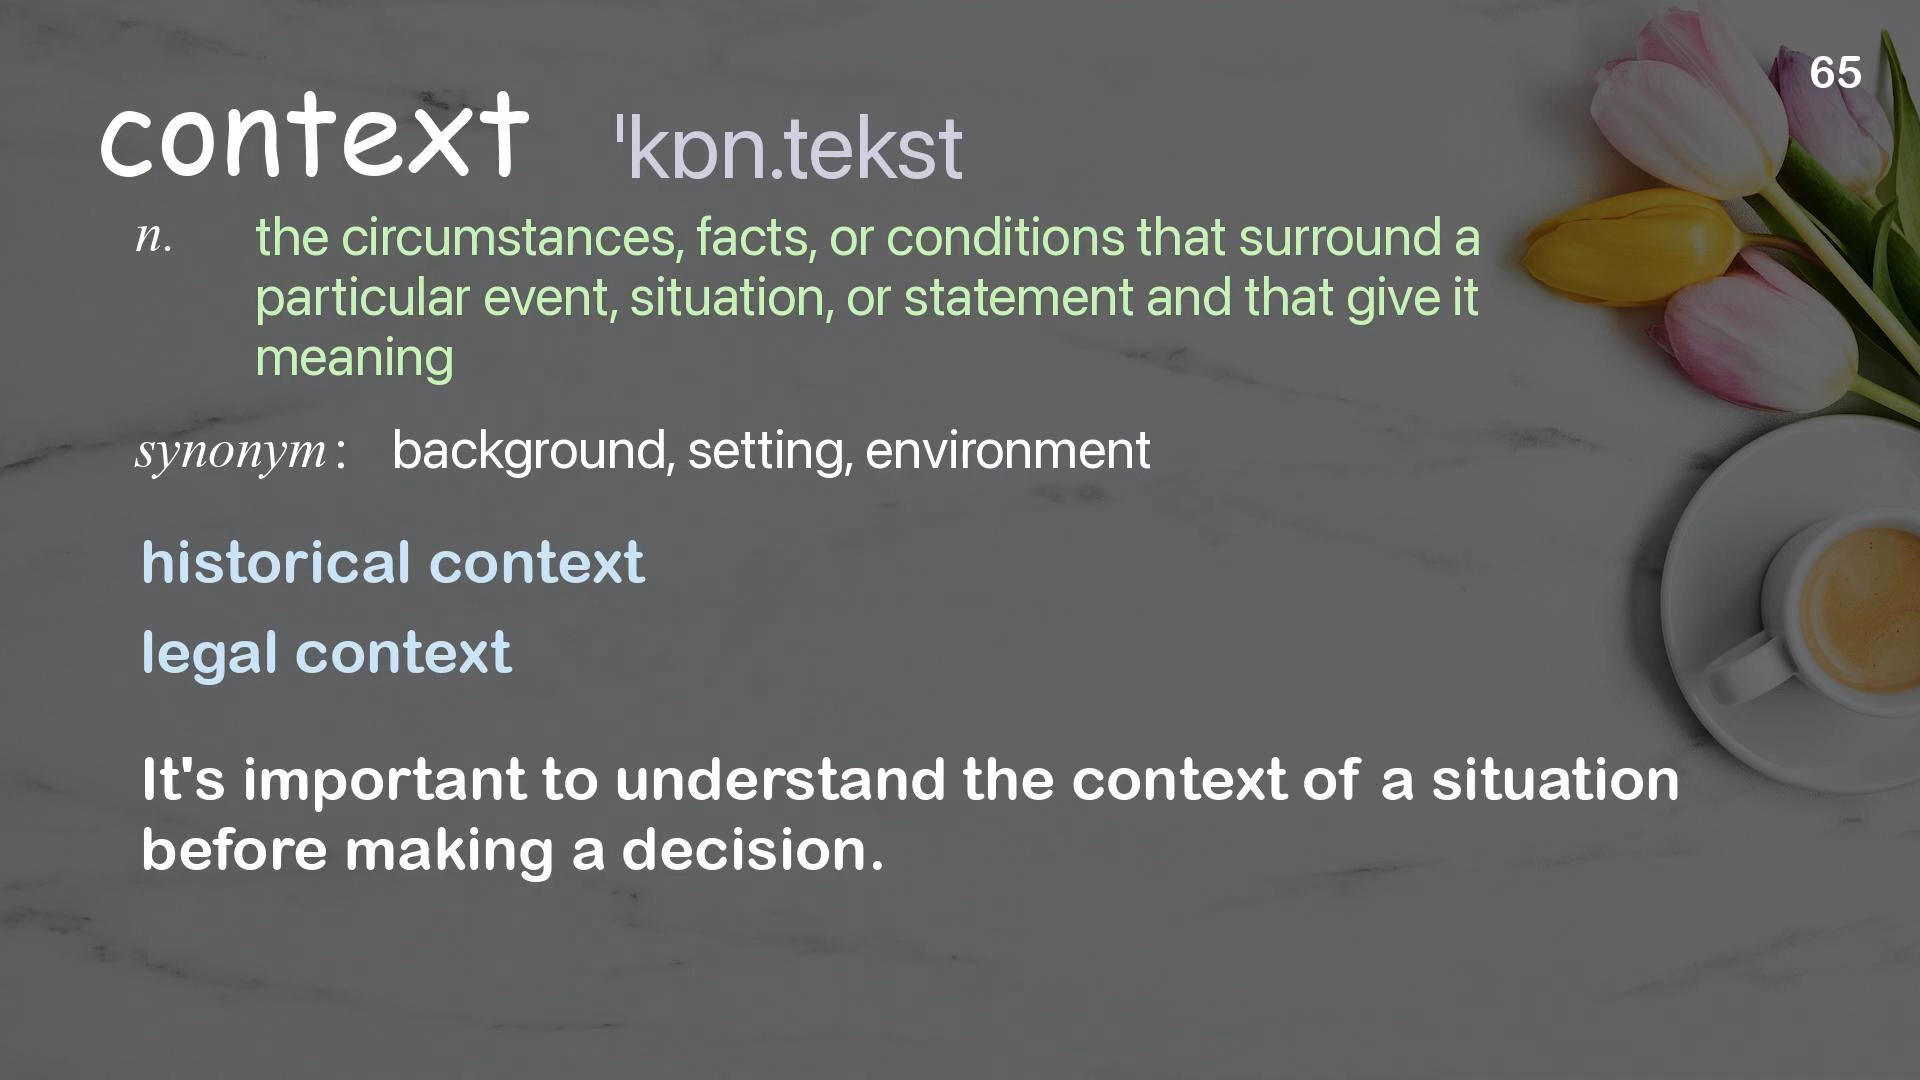 65
context ˈkɒn.tekst
n. the circumstances, facts, or conditions that surround a
particular event, situation, or statement and that give it
meaning
synonym: background, setting, environment
historical context
legal context
It's important to understand the context of a situation
before making a decision.